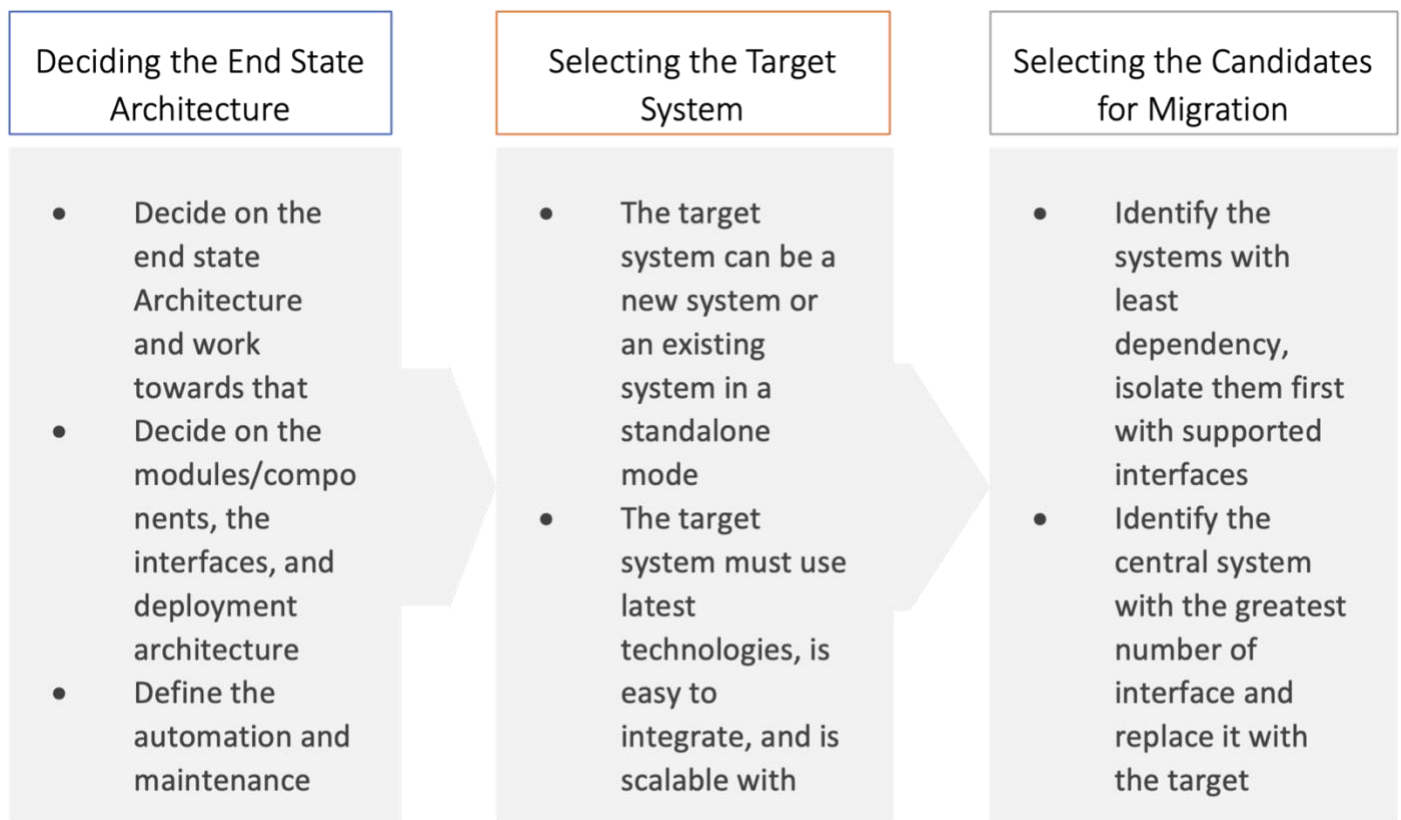 Deciding the End State
Architecture
• Decide on the
end state
Architecture
and work
towards that
• Decide on the
modules/compo
nents, the
interfaces, and
deployment
architecture
• Define the
automation and
maintenance
Selecting the Target
System
• The target
system can be a
new system or
an existing
system in a
standalone
mode
• The target
system must use
latest
technologies, is
easy to
integrate, and is
scalable with
Selecting the Candidates
for Migration
• Identify the
systems with
least
dependency,
isolate them first
with supported
interfaces
• Identify the
central system
with the greatest
number of
interface and
replace it with
the target